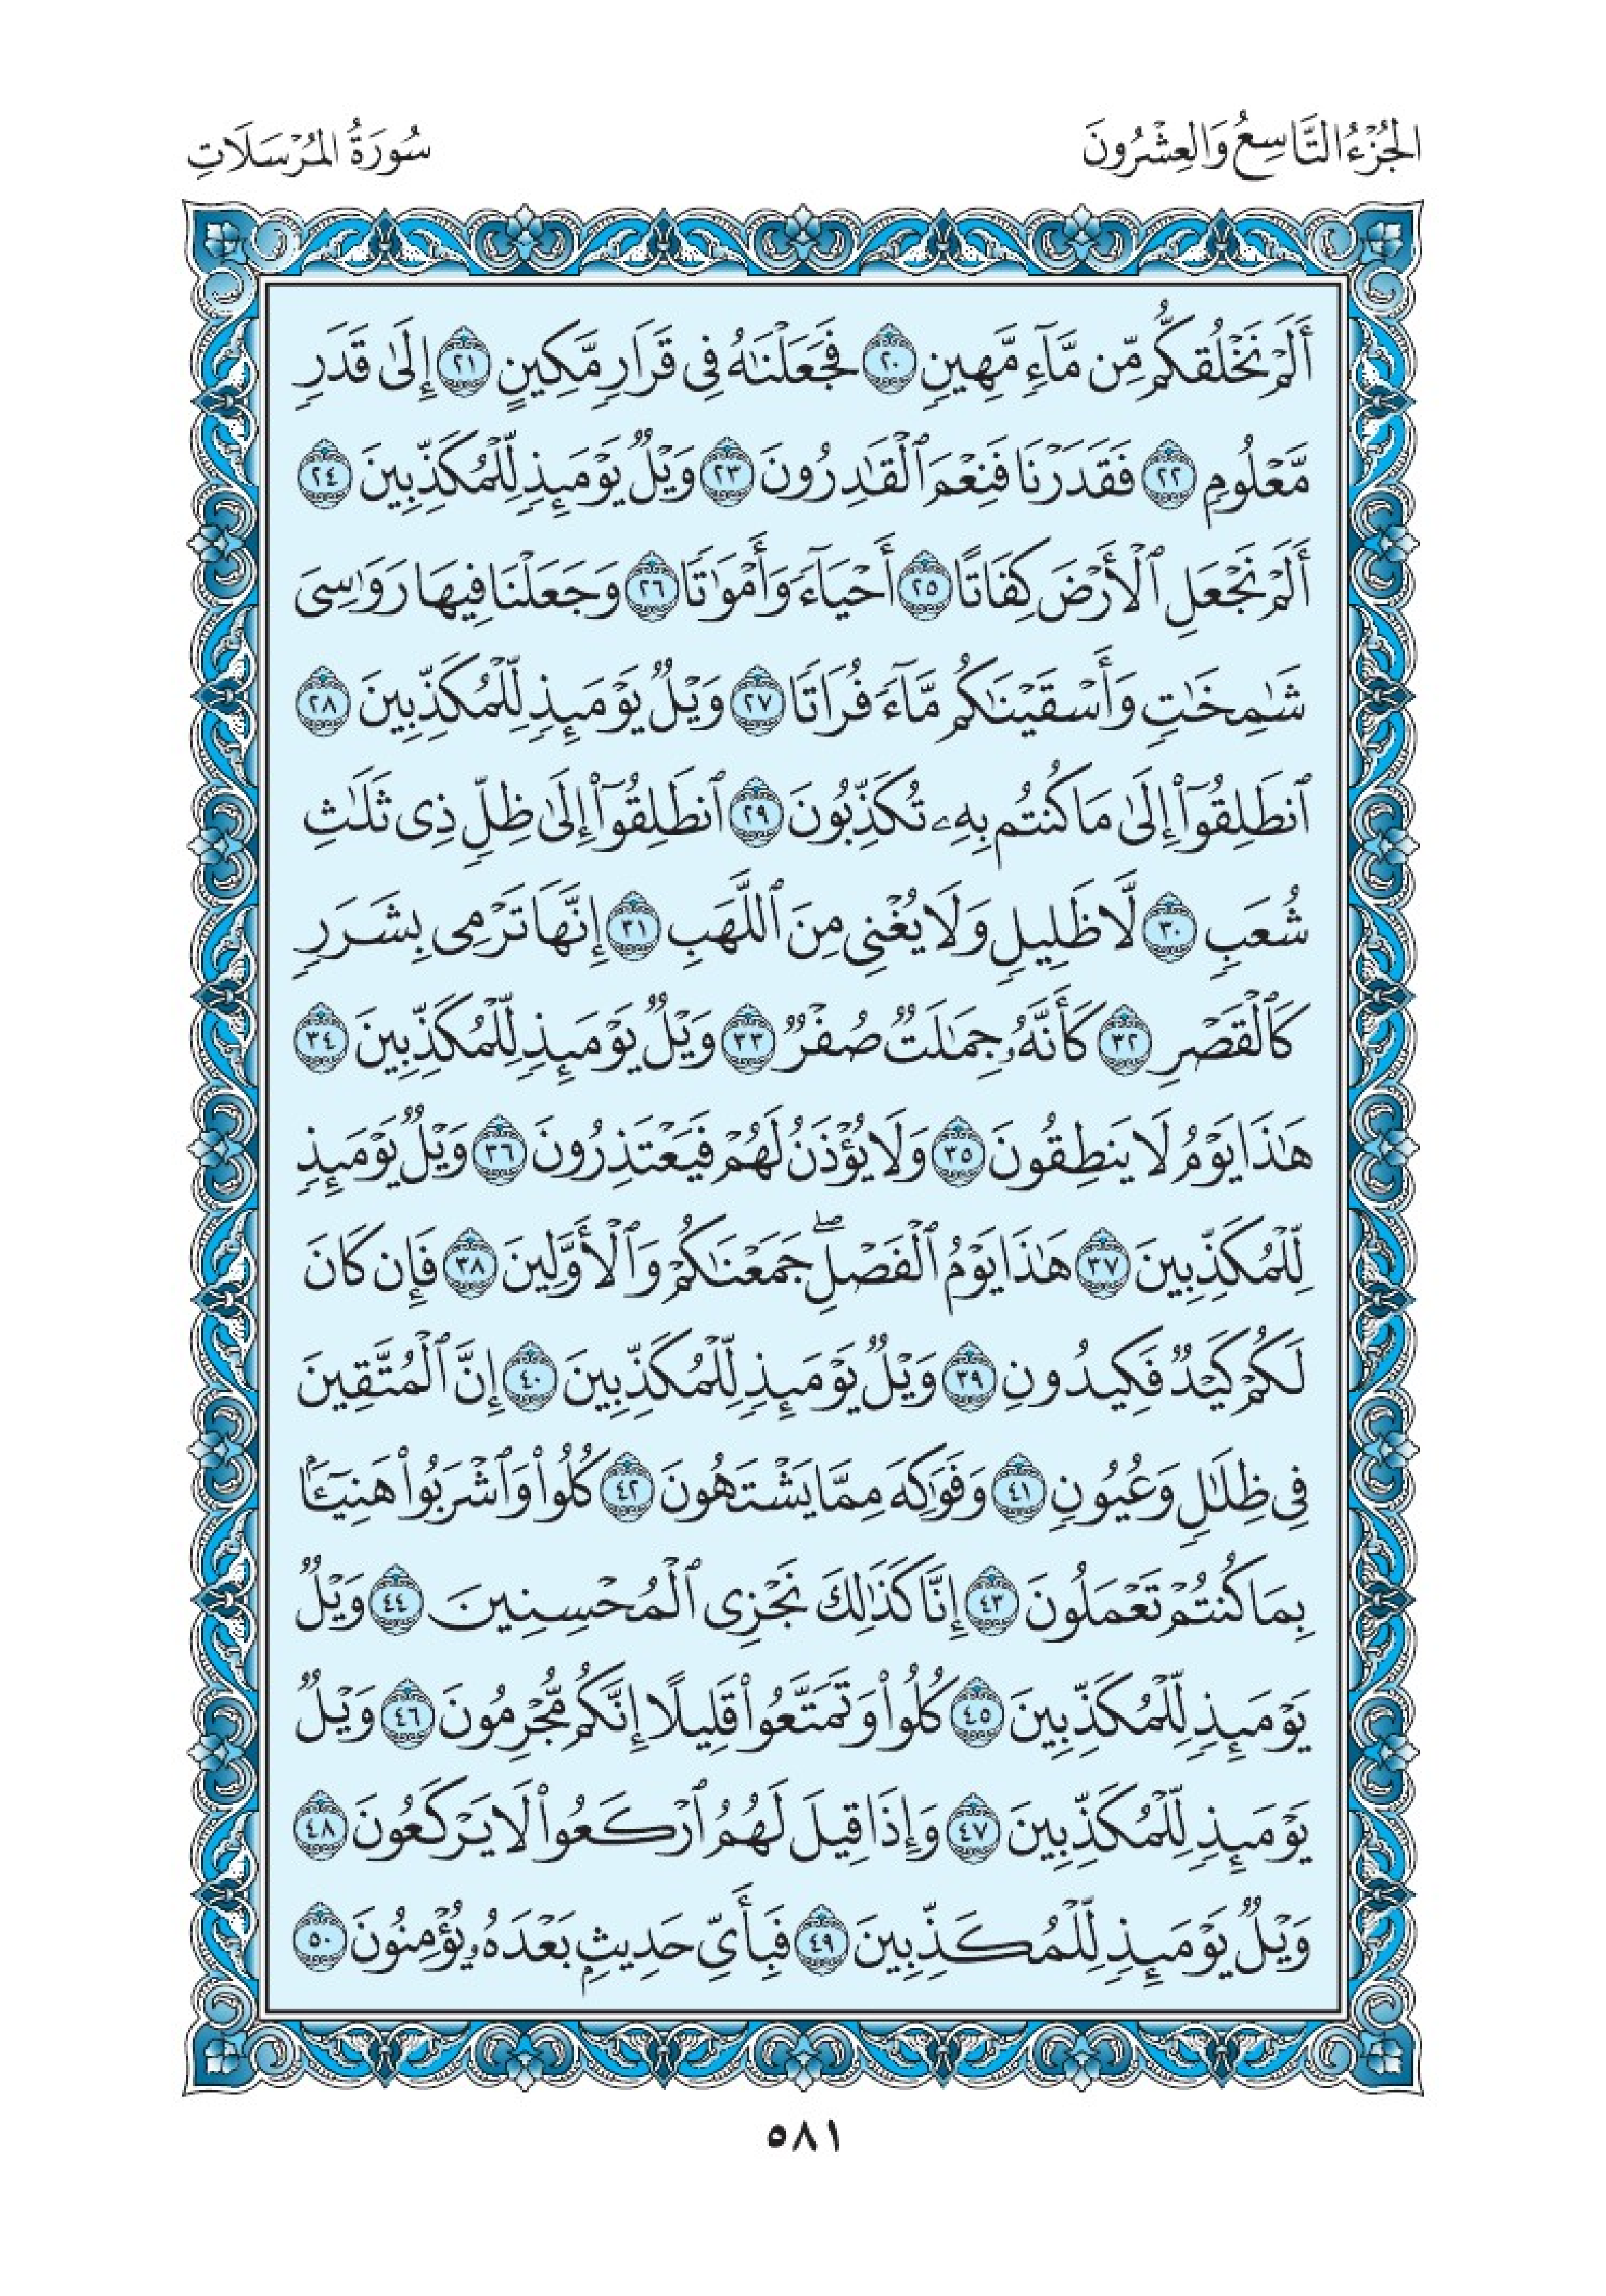 الجُزْءُ التَّاسِعُ وَالعِشْرُونَ
سُورَةُ المُرْسَلَاتِ
أَلَمْ نَخْلُقكُّم مِّن مَّآءٖ مَّهِينٖ ٢٠ فَجَعَلْنَٰهُ فِى قَرَارٖ مَّكِينٍ ٢١ إِلَىٰ قَدَرٖ
مَّعْلُومٖ ٢٢ فَقَدَرْنَا فَنِعْمَ ٱلْقَٰدِرُونَ ٢٣ وَيْلٞ يَوْمَئِذٖ لِّلْمُكَذِّبِينَ ٢٤
أَلَمْ نَجْعَلِ ٱلْأَرْضَ كِفَاتًا ٢٥ أَحْيَآءٗ وَأَمْوَٰتٗا ٢٦ وَجَعَلْنَا فِيهَا رَوَٰسِىَ
شَٰمِخَٰتٖ وَأَسْقَيْنَٰكُم مَّآءٗ فُرَاتٗا ٢٧ وَيْلٞ يَوْمَئِذٖ لِّلْمُكَذِّبِينَ ٢٨
ٱنطَلِقُوٓا۟ إِلَىٰ مَا كُنتُم بِهِۦ تُكَذِّبُونَ ٢٩ ٱنطَلِقُوٓا۟ إِلَىٰ ظِلّٖ ذِى ثَلَٰثِ
شُعَبٖ ٣٠ لَّا ظَلِيلٖ وَلَا يُغْنِى مِنَ ٱللَّهَبِ ٣١ إِنَّهَا تَرْمِى بِشَرَرٖ
كَٱلْقَصْرِ ٣٢ كَأَنَّهُۥ جِمَٰلَتٞ صُفْرٞ ٣٣ وَيْلٞ يَوْمَئِذٖ لِّلْمُكَذِّبِينَ ٣٤
هَٰذَا يَوْمُ لَا يَنطِقُونَ ٣٥ وَلَا يُؤْذَنُ لَهُمْ فَيَعْتَذِرُونَ ٣٦ وَيْلٞ يَوْمَئِذٖ
لِّلْمُكَذِّبِينَ ٣٧ هَٰذَا يَوْمُ ٱلْفَصْلِۖ جَمَعْنَٰكُمْ وَٱلْأَوَّلِينَ ٣٨ فَإِن كَانَ
لَكُمْ كَيْدٞ فَكِيدُونِ ٣٩ وَيْلٞ يَوْمَئِذٖ لِّلْمُكَذِّبِينَ ٤٠ إِنَّ ٱلْمُتَّقِينَ
فِى ظِلَٰلٖ وَعُيُونٖ ٤١ وَفَوَٰكِهَ مِمَّا يَشْتَهُونَ ٤٢ كُلُوا۟ وَٱشْرَبُوا۟ هَنِيٓـَٔۢا
بِمَا كُنتُمْ تَعْمَلُونَ ٤٣ إِنَّا كَذَٰلِكَ نَجْزِى ٱلْمُحْسِنِينَ ٤٤ وَيْلٞ
يَوْمَئِذٖ لِّلْمُكَذِّبِينَ ٤٥ كُلُوا۟ وَتَمَتَّعُوا۟ قَلِيلًا إِنَّكُم مُّجْرِمُونَ ٤٦ وَيْلٞ
يَوْمَئِذٖ لِّلْمُكَذِّبِينَ ٤٧ وَإِذَا قِيلَ لَهُمُ ٱرْكَعُوا۟ لَا يَرْكَعُونَ ٤٨
وَيْلٞ يَوْمَئِذٖ لِّلْمُكَذِّبِينَ ٤٩ فَبِأَىِّ حَدِيثِۭ بَعْدَهُۥ يُؤْمِنُونَ ٥٠
٥٨١